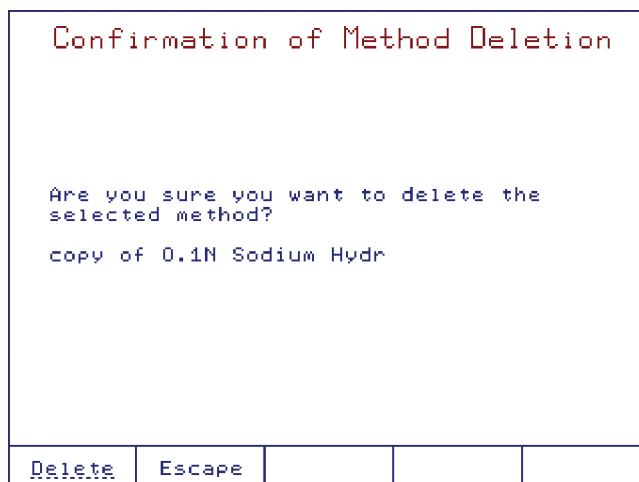 Confirmation of Method Deletion
Are you sure you want to delete the
selected method?
copy of 0.1N Sodium Hydr
Delete
Escape